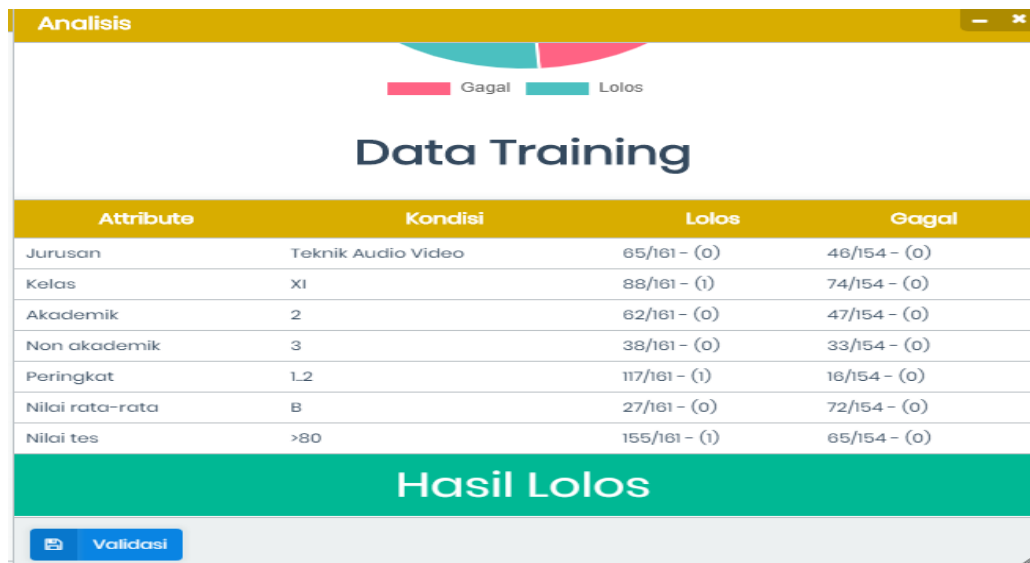 Analisis
Gagal Lolos
Data Training
Attribute Kondisi Lolos Gagal
Jurusan Teknik Audio Video 65/161 - (0) 46/154 - (0)
Kelas XI 88/161 - (1) 74/154 - (0)
Akademik 2 62/161 - (0) 47/154 - (0)
Non akademik 3 38/161 - (0) 33/154 - (0)
Peringkat 1..2 117/161 - (1) 16/154 - (0)
Nilai rata-rata B 27/161 - (0) 72/154 - (0)
Nilai tes >80 155/161 - (1) 65/154 - (0)
Hasil Lolos
Validasi